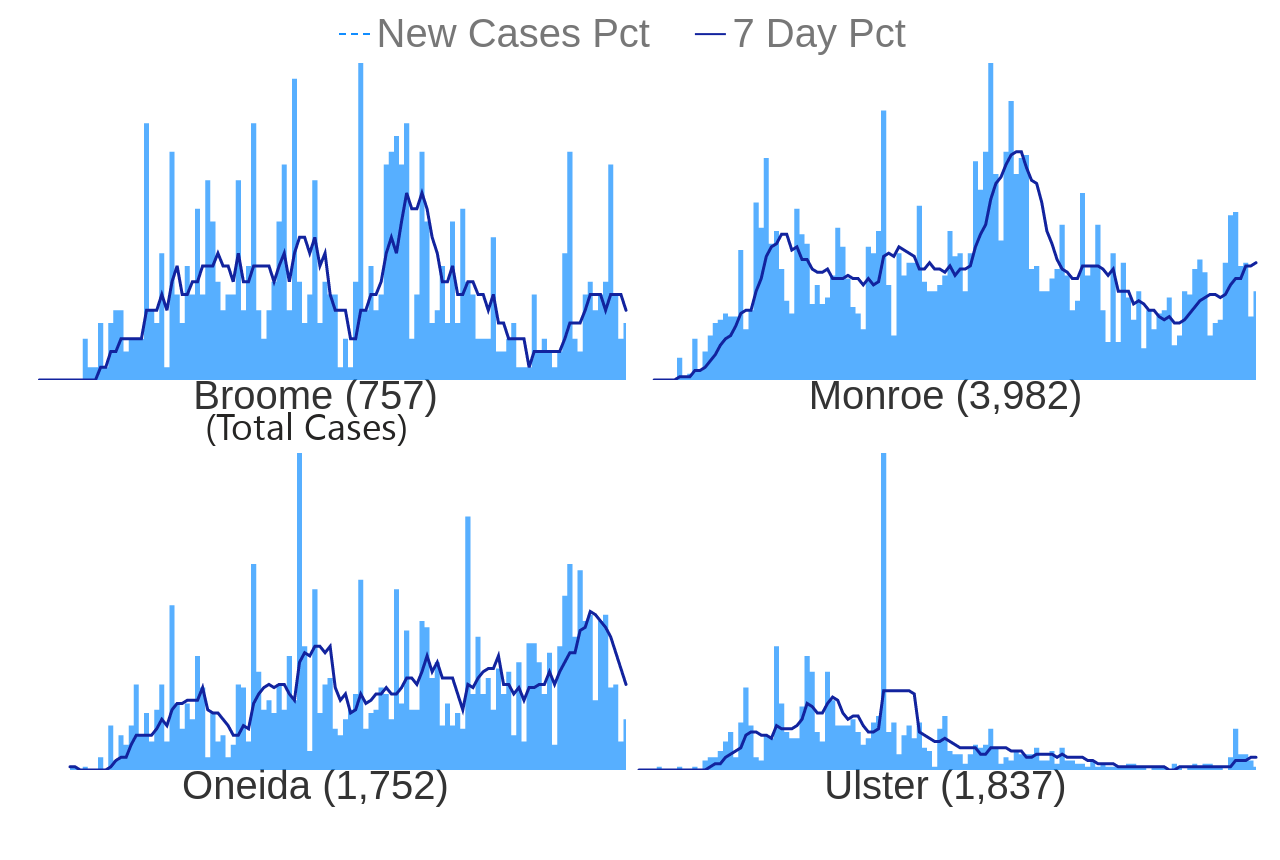 New Cases Pct 7 Day Pct
Broome (757) Monroe (3,982)
(Total Cases)
Oneida (1,752) Ulster (1,837)